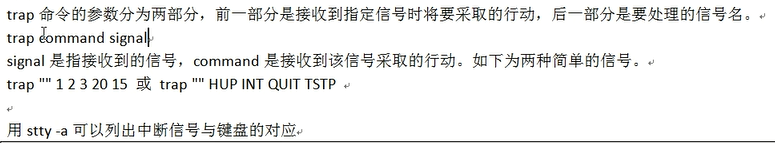 trap 命令的参数分为两部分，前一部分是接收到指定信号时将要采取的行动，后一部分是要处理的信号名。
trap command signal
signal 是指接收到的信号，command 是接收到该信号采取的行动。如下为两种简单的信号。
trap "" 1 2 3 20 15 或 trap "" HUP INT QUIT TSTP
用 stty -a 可以列出中断信号与键盘的对应